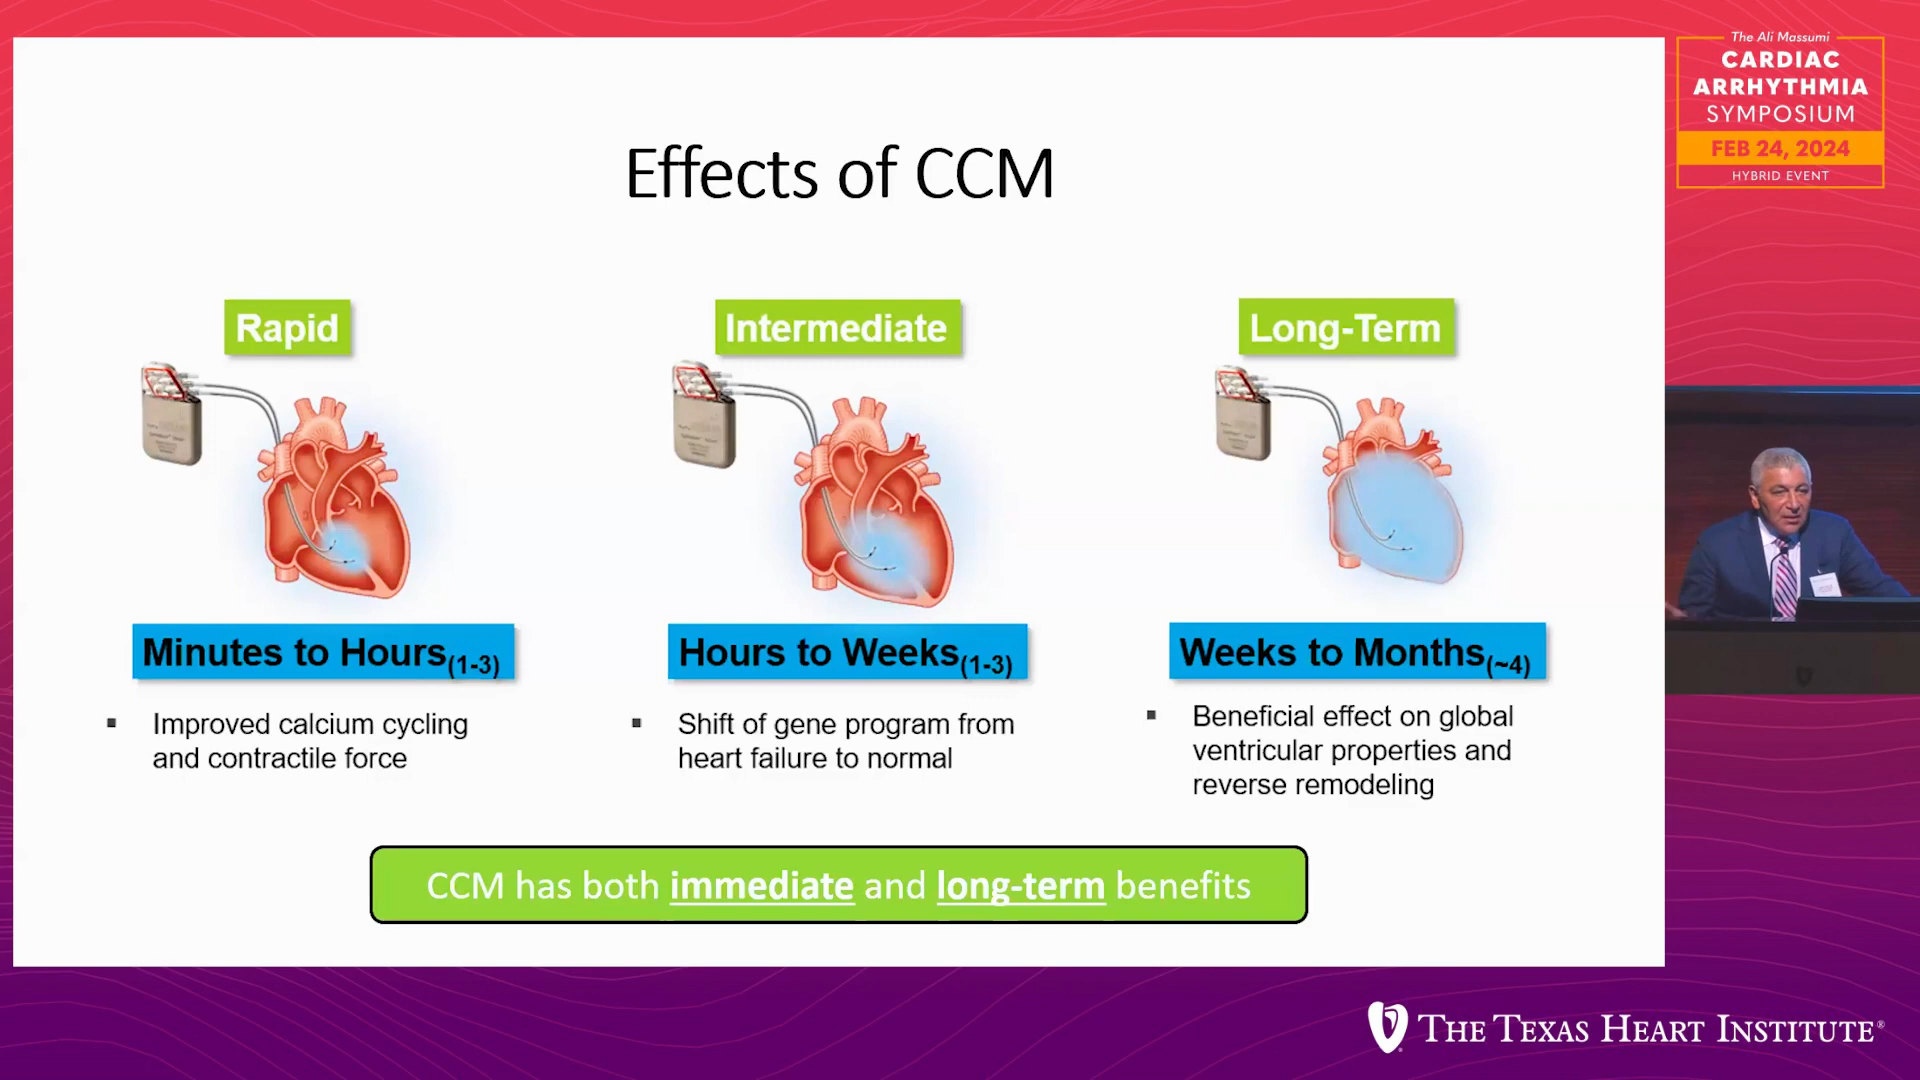 The Ali Massumi
CARDIAC
ARRHYTHMIA
SYMPOSIUM
FEB 24, 2024
HYBRID EVENT
Effects of CCM
Rapid
Intermediate
Long-Term
Minutes to Hours(1-3)
Hours to Weeks(1-3)
Weeks to Months(~4)
▪ Improved calcium cycling
and contractile force
▪ Shift of gene program from
heart failure to normal
▪ Beneficial effect on global
ventricular properties and
reverse remodeling
CCM has both immediate and long-term benefits
THE TEXAS HEART INSTITUTE®